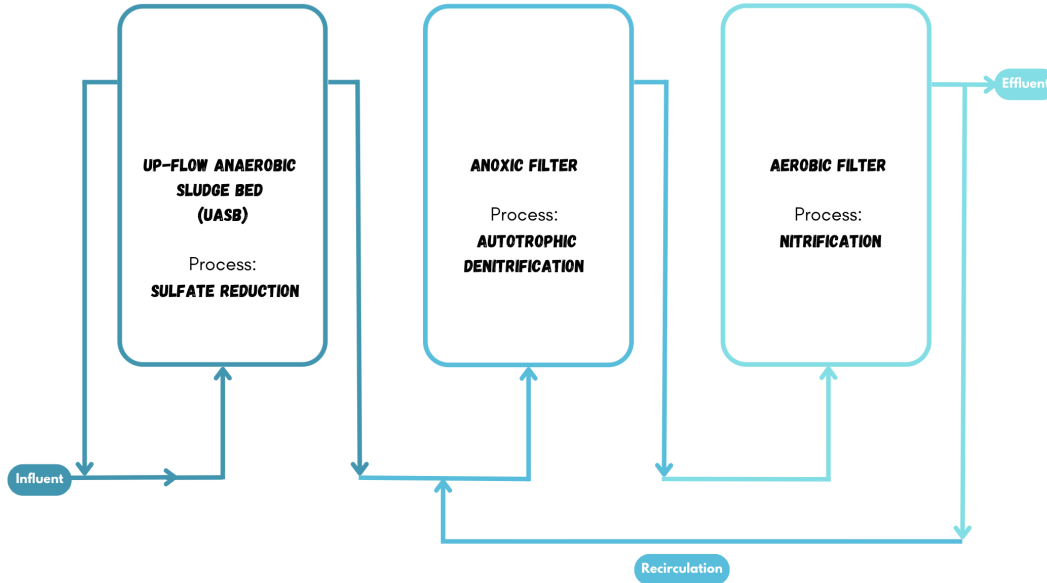 UP-FLOW ANAEROBIC
SLUDGE BED
(UASB)
Process:
SULFATE REDUCTION
ANOXIC FILTER
Process:
AUTOTROPHIC
DENITRIFICATION
AEROBIC FILTER
Process:
NITRIFICATION
Effluent
Influent
Recirculation